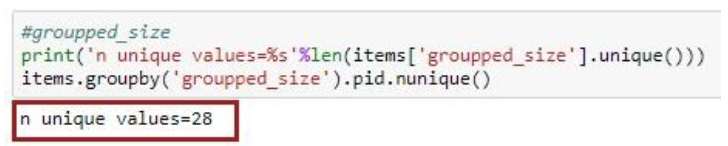 #groupped_size
print('n unique values=%s'%len(items['groupped_size'].unique()))
items.groupby('groupped_size').pid.nunique()
n unique values=28